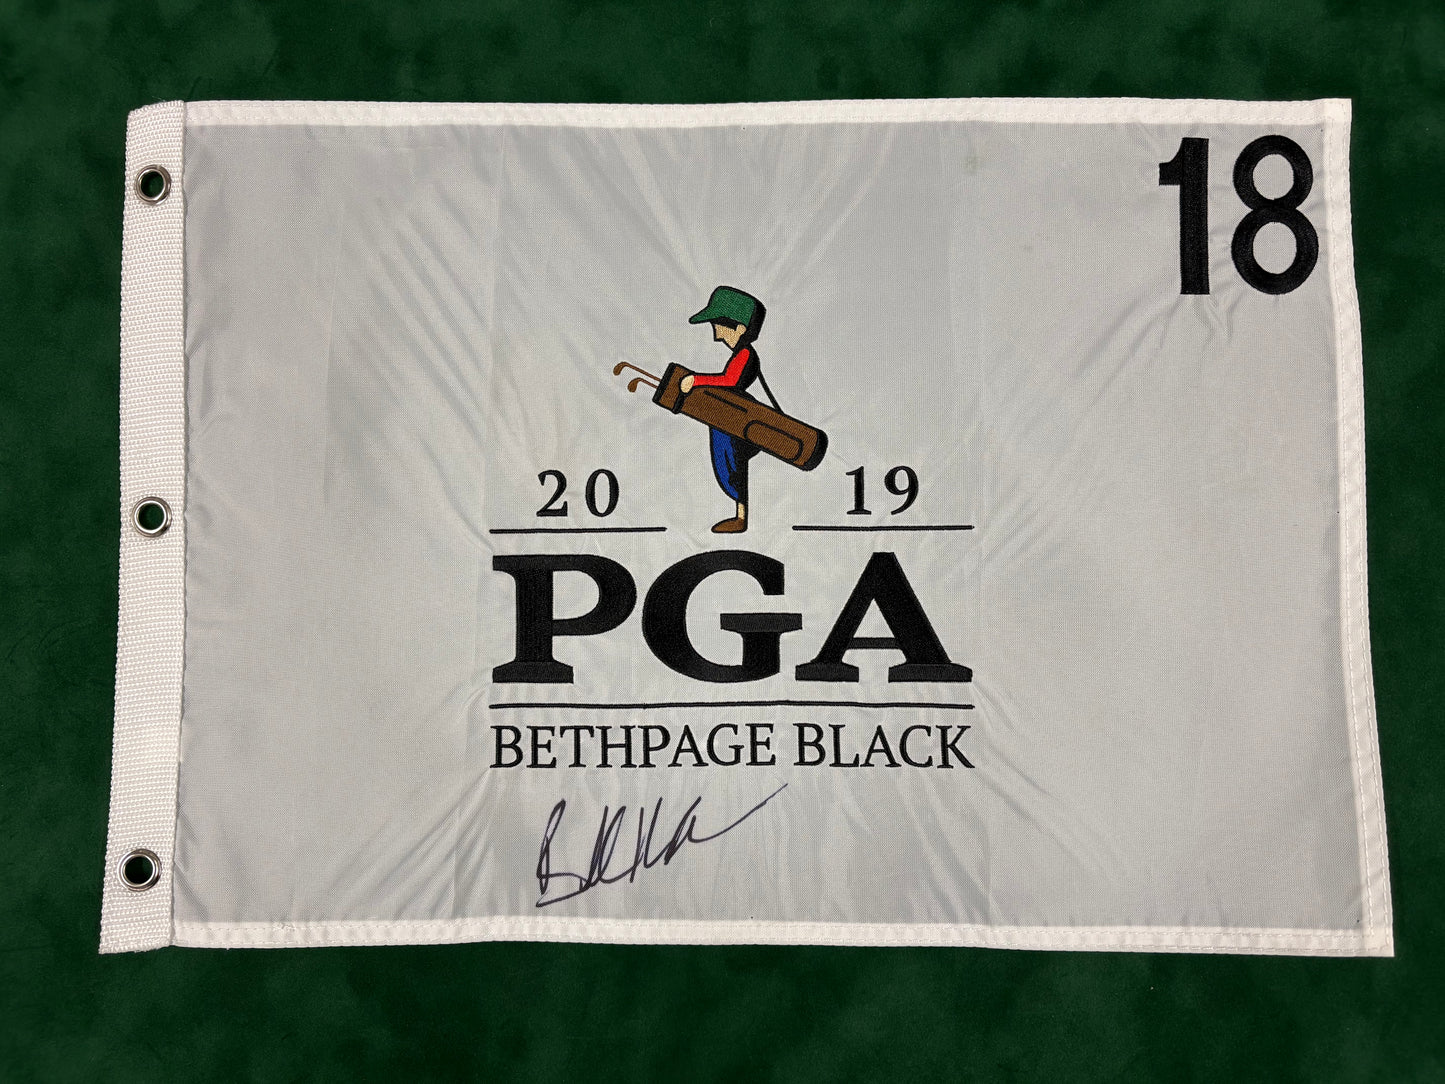 18
20 19
PGA
BETHPAGE BLACK